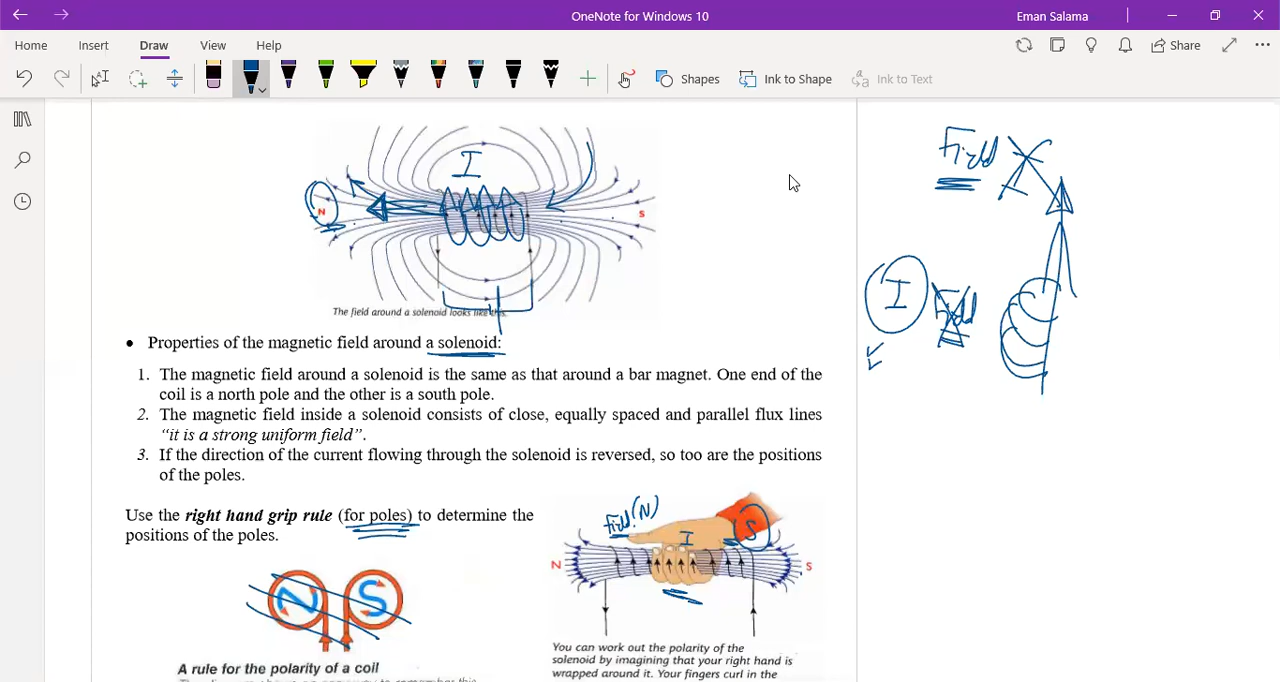 OneNote for Windows 10
Eman Salama
Home
Insert
Draw
View
Help
Share
Shapes
Ink to Shape
Ink to Text
I
N
S
The field around a solenoid looks like this.
Field
I
I
Field
• Properties of the magnetic field around a solenoid:
1. The magnetic field around a solenoid is the same as that around a bar magnet. One end of the
coil is a north pole and the other is a south pole.
2. The magnetic field inside a solenoid consists of close, equally spaced and parallel flux lines
“it is a strong uniform field”.
3. If the direction of the current flowing through the solenoid is reversed, so too are the positions
of the poles.
Use the right hand grip rule (for poles) to determine the
positions of the poles.
field (N)
I
S
N
S
N
S
A rule for the polarity of a coil
You can work out the polarity of the
solenoid by imagining that your right hand is
wrapped around it. Your fingers curl in the